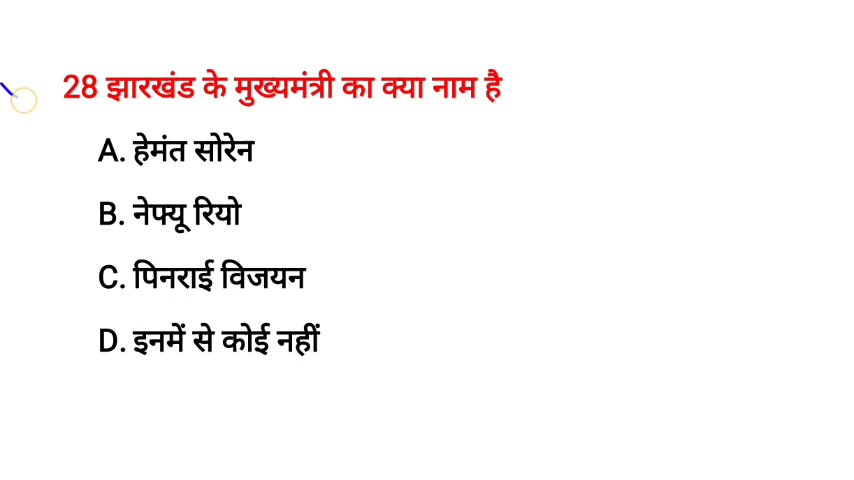 28 झारखंड के मुख्यमंत्री का क्या नाम है
A. हेमंत सोरेन
B. नेफ्यू रियो
C. पिनराई विजयन
D. इनमें से कोई नहीं